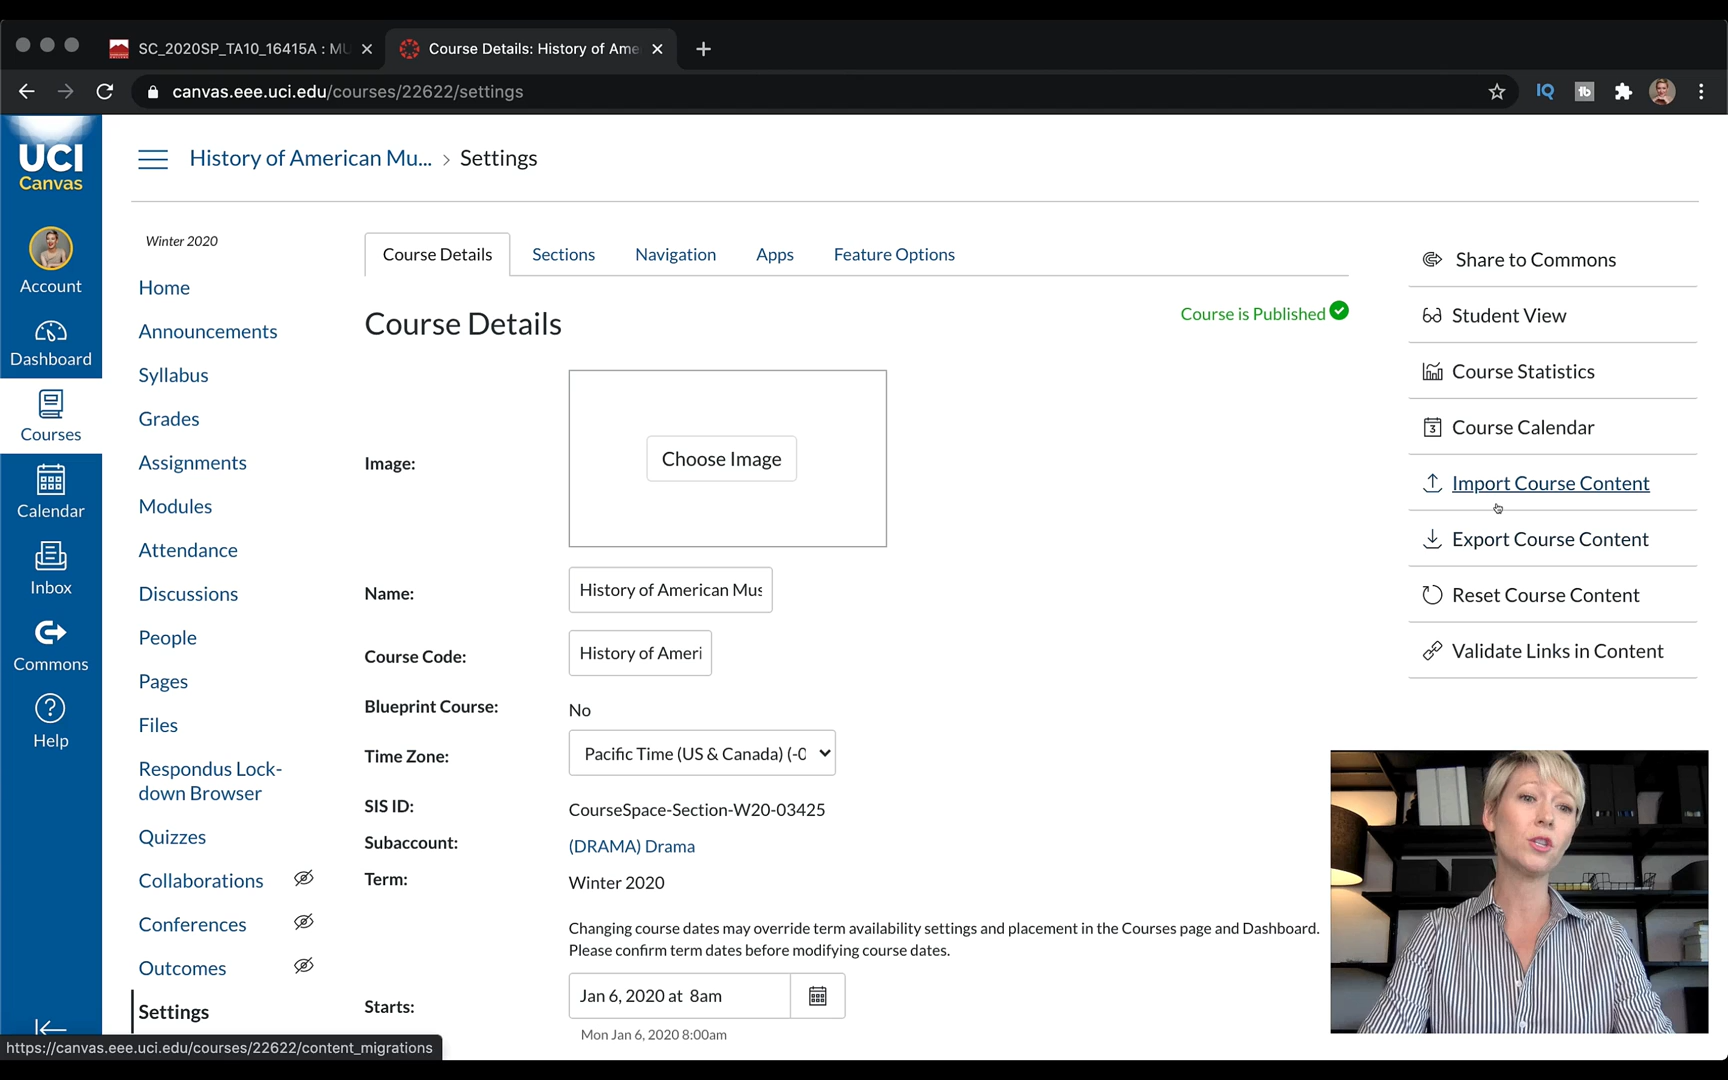 SC_2020SP_TA10_16415A : MU
Course Details: History of Ame
canvas.eee.uci.edu/courses/22622/settings
IQ
tb
UCI
Canvas
Account
Dashboard
Courses
Calendar
Inbox
Commons
Help
History of American Mu... › Settings
Winter 2020
Home
Announcements
Syllabus
Grades
Assignments
Modules
Attendance
Discussions
People
Pages
Files
Respondus Lock-
down Browser
Quizzes
Collaborations
Conferences
Outcomes
Settings
Course Details
Sections
Navigation
Apps
Feature Options
Course Details
Course is Published
Image:
Choose Image
Name:
History of American Mus
Course Code:
History of Ameri
Blueprint Course:
No
Time Zone:
Pacific Time (US & Canada) (-0
SIS ID:
CourseSpace-Section-W20-03425
Subaccount:
(DRAMA) Drama
Term:
Winter 2020
Changing course dates may override term availability settings and placement in the Courses page and Dashboard.
Please confirm term dates before modifying course dates.
Starts:
Jan 6, 2020 at 8am
Mon Jan 6, 2020 8:00am
Share to Commons
Student View
Course Statistics
3
Course Calendar
Import Course Content
Export Course Content
Reset Course Content
Validate Links in Content
https://canvas.eee.uci.edu/courses/22622/content_migrations